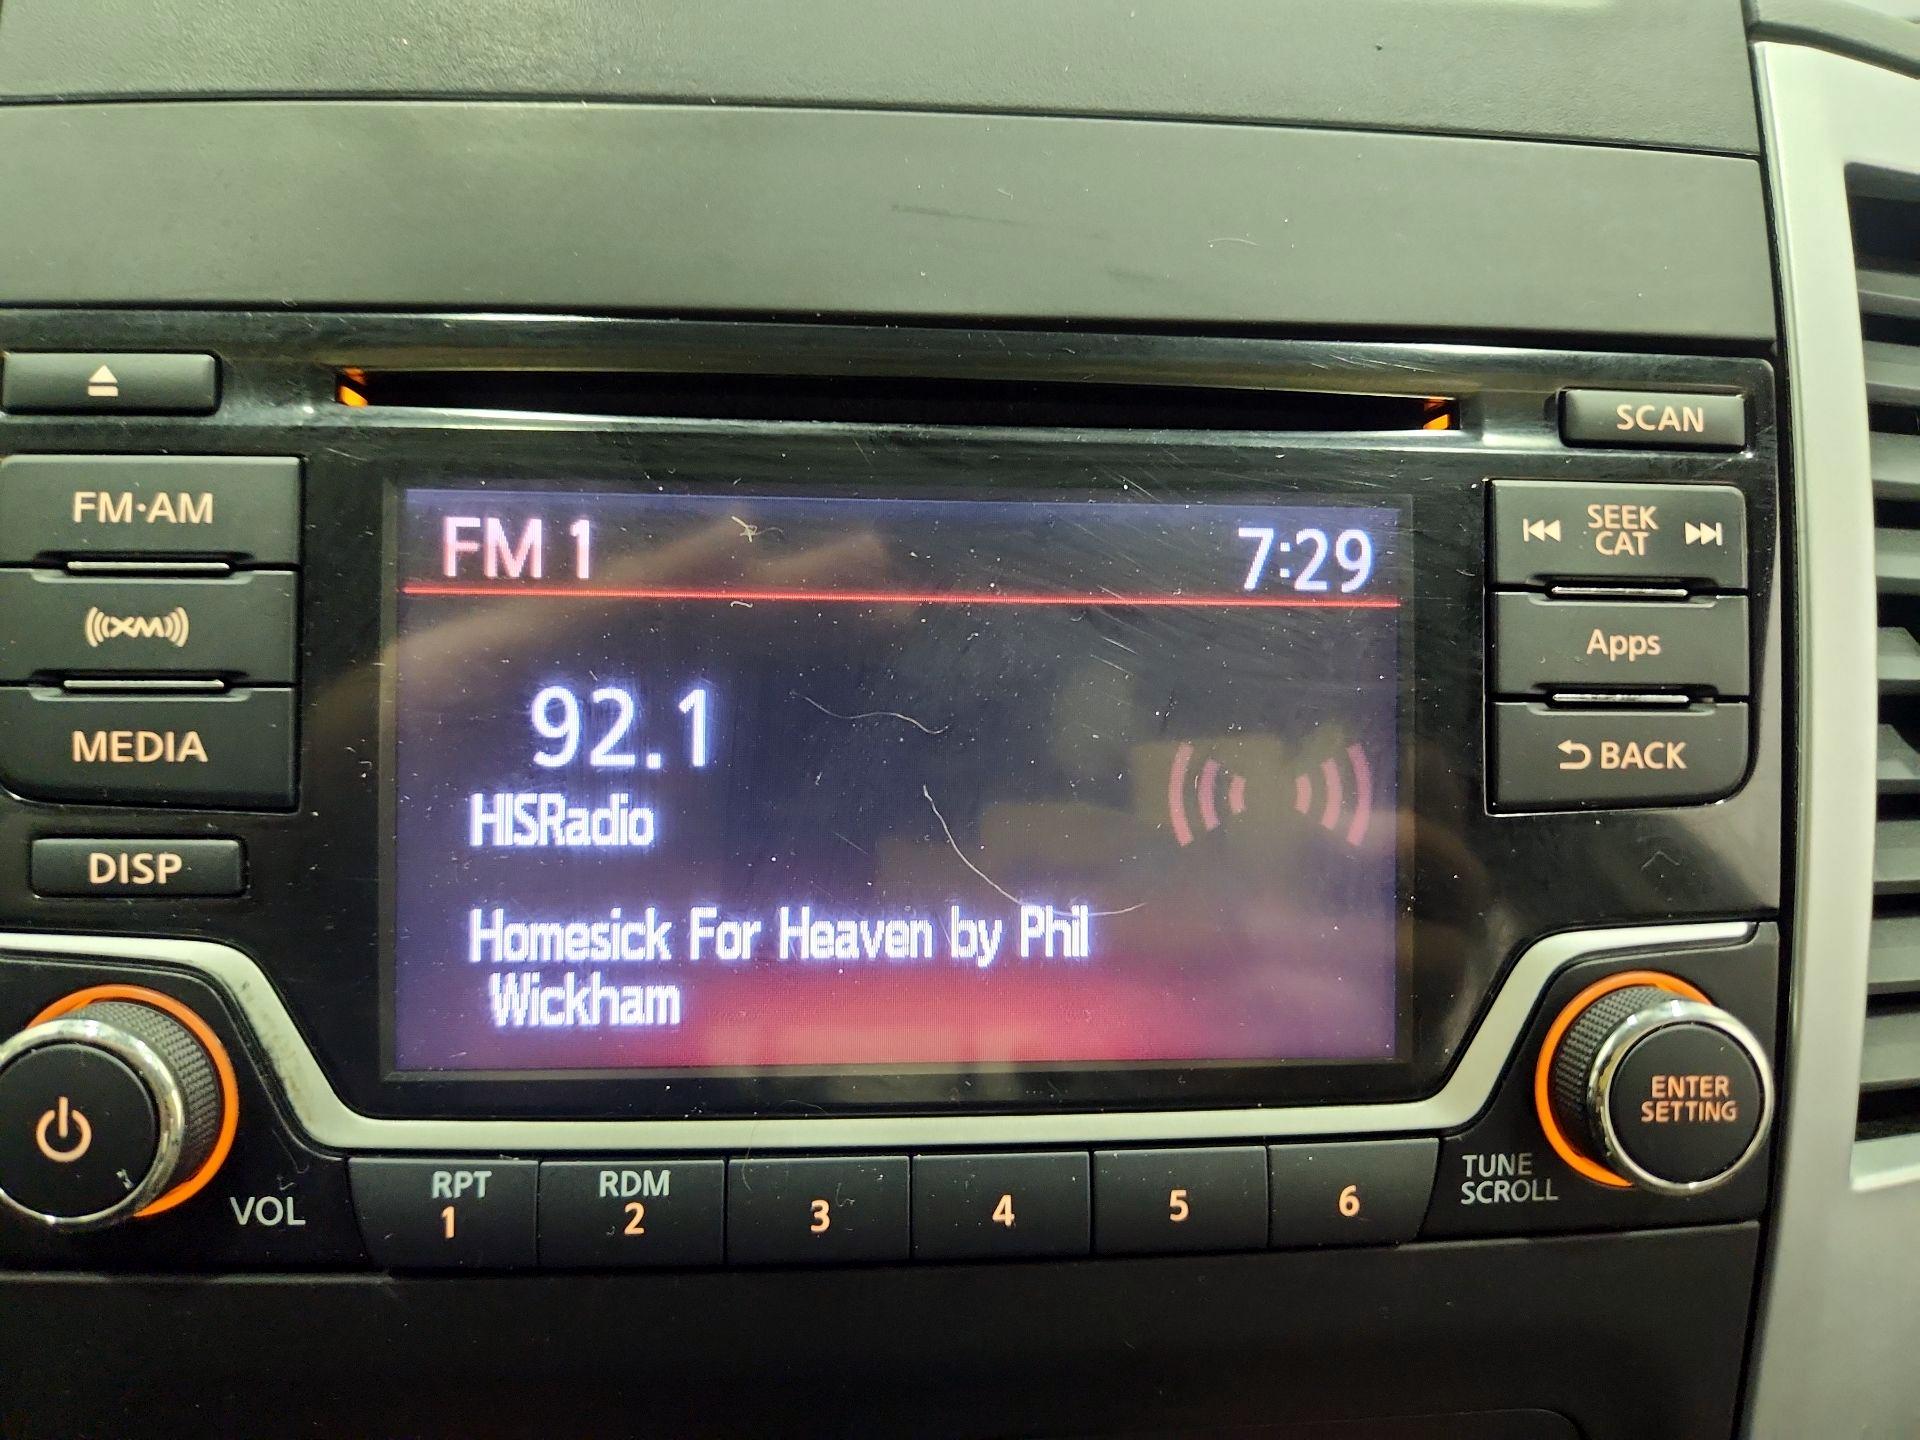 SCAN
FM·AM
FM 1
7:29
SEEK
CAT
((XM))
Apps
92.1
MEDIA
BACK
HISRadio
DISP
Homesick For Heaven by Phil
Wickham
ENTER
SETTING
VOL
RPT
1
RDM
2
3
4
5
6
TUNE
SCROLL